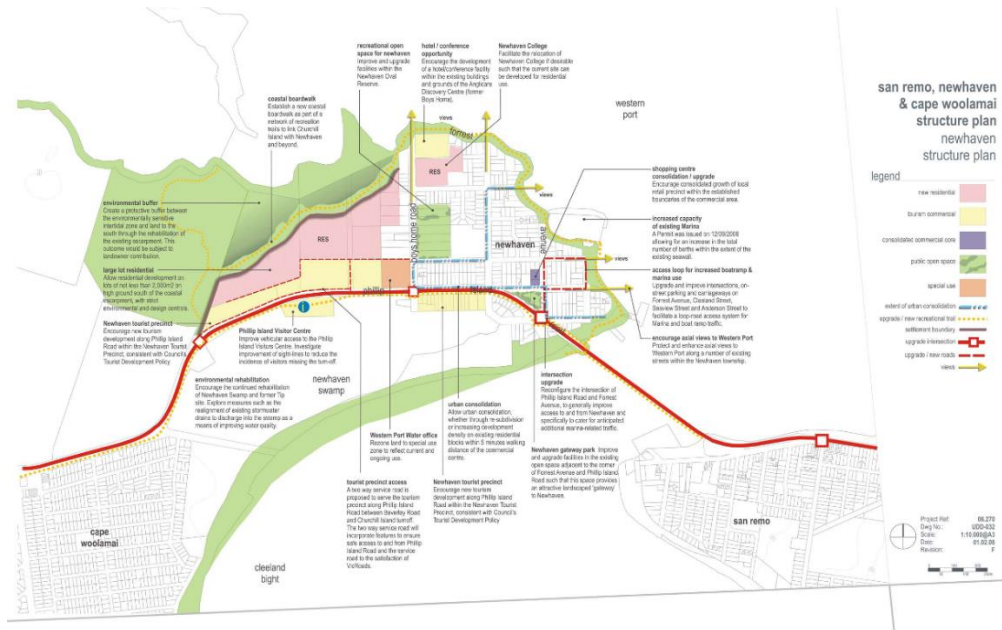 recreational open
space for newhaven
Improve and upgrade
facilities within the
Newhaven Oval
Reserve.
hotel / conference
opportunity
Encourage the development
of a hotel/conference facility
within the existing buildings
and grounds of the Anglicare
Discovery Centre (former
Boys Home).
Newhaven College
Facilitate the relocation of
Newhaven College if desirable
such that the current site can
be developed for residential
use.
coastal boardwalk
Establish a new coastal
boardwalk as part of a
network of recreation
trails to link Churchill
Island with Newhaven
and beyond.
views
views
forrest
western
port
san remo, newhaven
& cape woolamai
structure plan
newhaven
structure plan
legend
new residential
tourism commercial
consolidated commercial core
public open space
special use
extent of urban consolidation
upgrade / new recreational trail
settlement boundary
upgrade intersection
upgrade / new roads
views
RES
RES
boys home road
newhaven
avenue
views
views
phillip
island
shopping centre
consolidation / upgrade
Encourage consolidated growth of local
retail precinct within the established
boundaries of the commercial area.
increased capacity
of existing Marina
A Permit was issued on 12/09/2008
allowing for an increase in the total
number of berths within the extent of the
existing seawall.
access loop for increased boatramp &
marina use
Upgrade and improve intersections, on-
street parking and carriageways on
Forrest Avenue, Cleeland Street,
Seaview Street and Anderson Street to
facilitate a loop-road access system for
Marina and boat ramp traffic.
encourage axial views to Western Port
Protect and enhance axial views to
Western Port along a number of existing
streets within the Newhaven township.
environmental buffer
Create a protective buffer between
the environmentally sensitive
intertidal zone and land to the
south through the rehabilitation
of the existing escarpment. This
outcome would be subject to
landowner contribution.
large lot residential
Allow residential development on
lots of not less than 2,000m2 on
high ground south of the coastal
escarpment, with strict
environmental and design controls.
Newhaven tourist precinct
Encourage new tourism
development along Phillip Island
Road within the Newhaven Tourist
Precinct, consistent with Council's
Tourist Development Policy
i
Phillip Island Visitor Centre
Improve vehicular access to the Phillip
Island Visitors Centre. Investigate
improvement of sight-lines to reduce the
incidence of visitors missing the turn-off.
environmental rehabilitation
Encourage the continued rehabilitation
of Newhaven Swamp and former Tip
site. Explore measures such as the
realignment of existing stormwater
drains to discharge into the swamp as a
means of improving water quality.
newhaven
swamp
Western Port Water office
Rezone land to special use
zone to reflect current and
ongoing use.
urban consolidation
Allow urban consolidation,
whether through re-subdivision
or increasing development
density on existing residential
blocks within 5 minutes walking
distance of the commercial
centre.
intersection
upgrade
Reconfigure the intersection of
Phillip Island Road and Forrest
Avenue, to generally improve
access to and from Newhaven and
specifically to cater for anticipated
additional marina-related traffic.
tourist precinct access
A two way service road is
proposed to serve the tourism
precinct along Phillip Island
Road between Beverley Road
and Churchill Island turnoff.
The two way service road will
incorporate features to ensure
safe access to and from Phillip
Island Road and the service
road to the satisfaction of
VicRoads.
Newhaven tourist precinct
Encourage new tourism
development along Phillip Island
Road within the Newhaven Tourist
Precinct, consistent with Council's
Tourist Development Policy
Newhaven gateway park Improve
and upgrade facilities in the existing
open space adjacent to the corner
of Forrest Avenue and Phillip Island
Road such that this space provides
an attractive landscaped 'gateway'
to Newhaven.
cape
woolamai
cleeland
bight
san remo
Project Ref:
Dwg No.: UDD-032
Scale: 1:10,000@A3
Date: 01.02.08
Revision: F